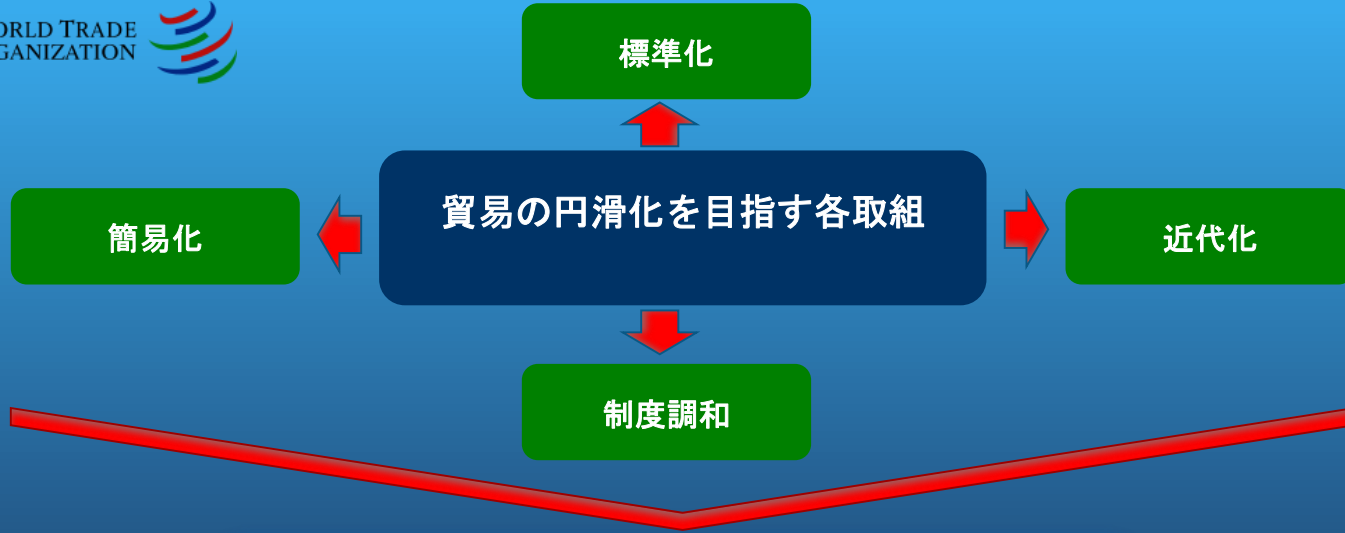 ORLD TRADE
GANIZATION
標準化
貿易の円滑化を目指す各取組
簡易化
近代化
制度調和